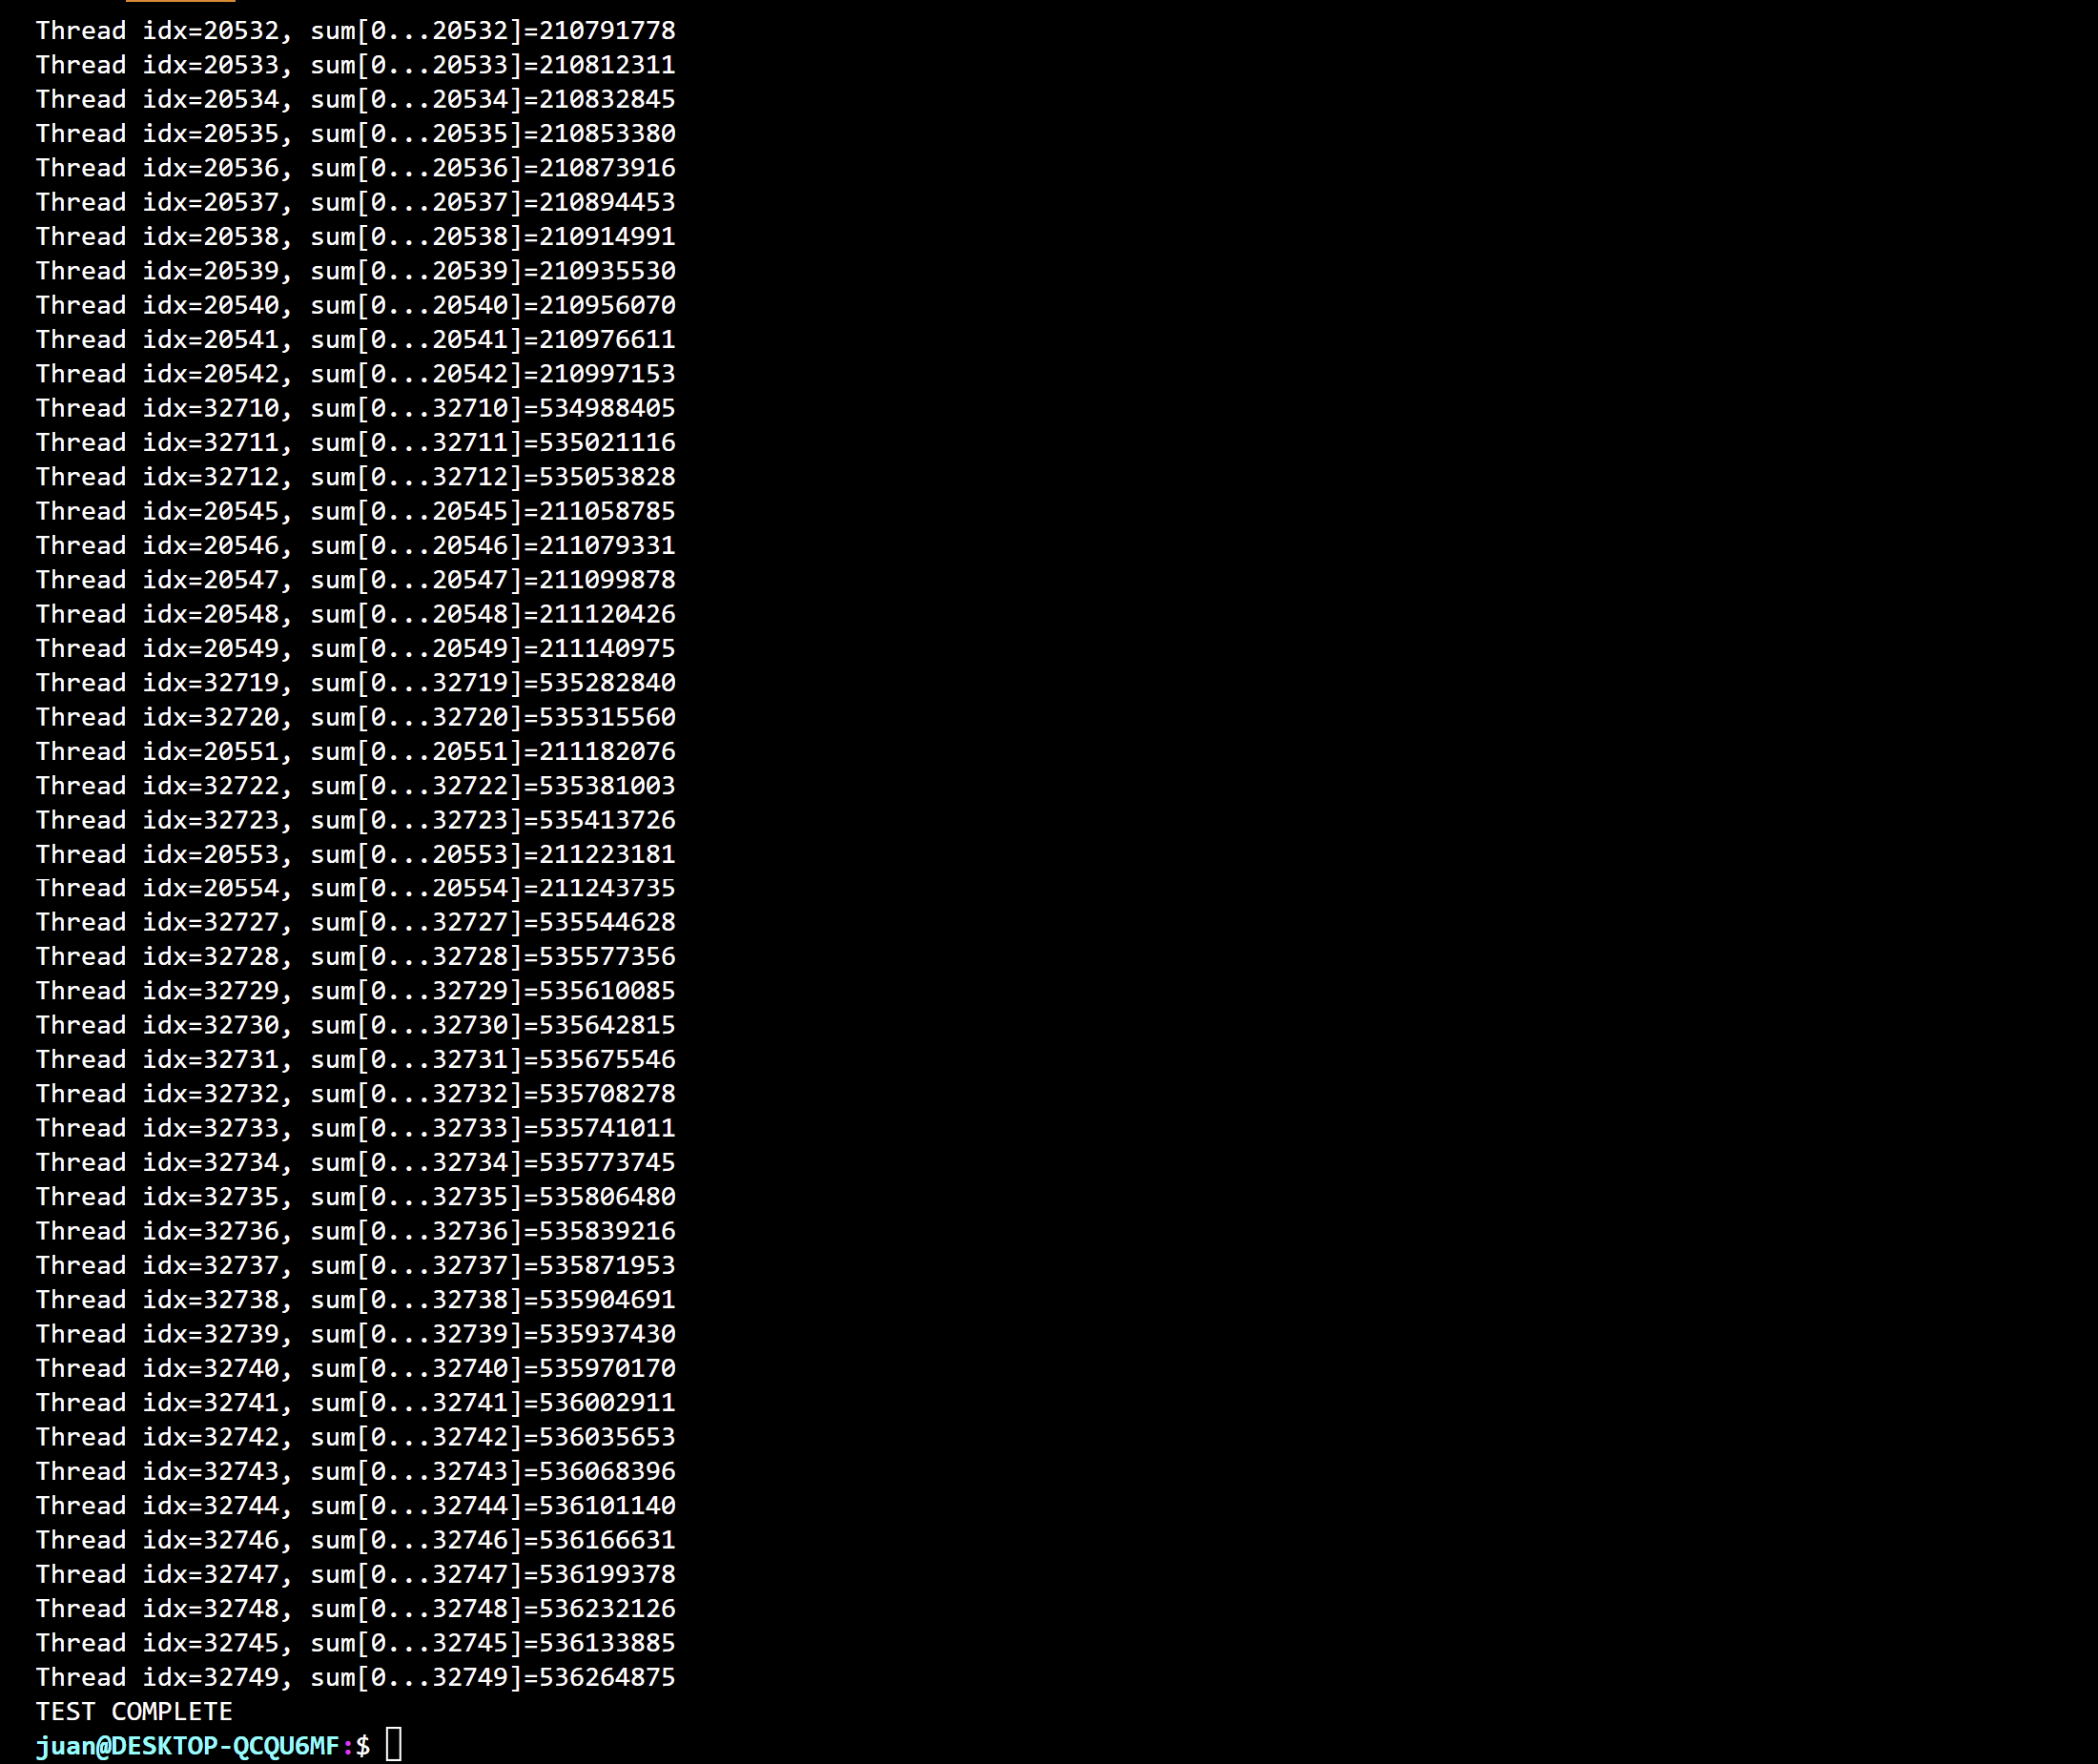 Thread idx=20532, sum[0...20532]=210791778
Thread idx=20533, sum[0...20533]=210812311
Thread idx=20534, sum[0...20534]=210832845
Thread idx=20535, sum[0...20535]=210853380
Thread idx=20536, sum[0...20536]=210873916
Thread idx=20537, sum[0...20537]=210894453
Thread idx=20538, sum[0...20538]=210914991
Thread idx=20539, sum[0...20539]=210935530
Thread idx=20540, sum[0...20540]=210956070
Thread idx=20541, sum[0...20541]=210976611
Thread idx=20542, sum[0...20542]=210997153
Thread idx=32710, sum[0...32710]=534988405
Thread idx=32711, sum[0...32711]=535021116
Thread idx=32712, sum[0...32712]=535053828
Thread idx=20545, sum[0...20545]=211058785
Thread idx=20546, sum[0...20546]=211079331
Thread idx=20547, sum[0...20547]=211099878
Thread idx=20548, sum[0...20548]=211120426
Thread idx=20549, sum[0...20549]=211140975
Thread idx=32719, sum[0...32719]=535282840
Thread idx=32720, sum[0...32720]=535315560
Thread idx=20551, sum[0...20551]=211182076
Thread idx=32722, sum[0...32722]=535381003
Thread idx=32723, sum[0...32723]=535413726
Thread idx=20553, sum[0...20553]=211223181
Thread idx=20554, sum[0...20554]=211243735
Thread idx=32727, sum[0...32727]=535544628
Thread idx=32728, sum[0...32728]=535577356
Thread idx=32729, sum[0...32729]=535610085
Thread idx=32730, sum[0...32730]=535642815
Thread idx=32731, sum[0...32731]=535675546
Thread idx=32732, sum[0...32732]=535708278
Thread idx=32733, sum[0...32733]=535741011
Thread idx=32734, sum[0...32734]=535773745
Thread idx=32735, sum[0...32735]=535806480
Thread idx=32736, sum[0...32736]=535839216
Thread idx=32737, sum[0...32737]=535871953
Thread idx=32738, sum[0...32738]=535904691
Thread idx=32739, sum[0...32739]=535937430
Thread idx=32740, sum[0...32740]=535970170
Thread idx=32741, sum[0...32741]=536002911
Thread idx=32742, sum[0...32742]=536035653
Thread idx=32743, sum[0...32743]=536068396
Thread idx=32744, sum[0...32744]=536101140
Thread idx=32746, sum[0...32746]=536166631
Thread idx=32747, sum[0...32747]=536199378
Thread idx=32748, sum[0...32748]=536232126
Thread idx=32745, sum[0...32745]=536133885
Thread idx=32749, sum[0...32749]=536264875
TEST COMPLETE
juan@DESKTOP-QCQU6MF:$